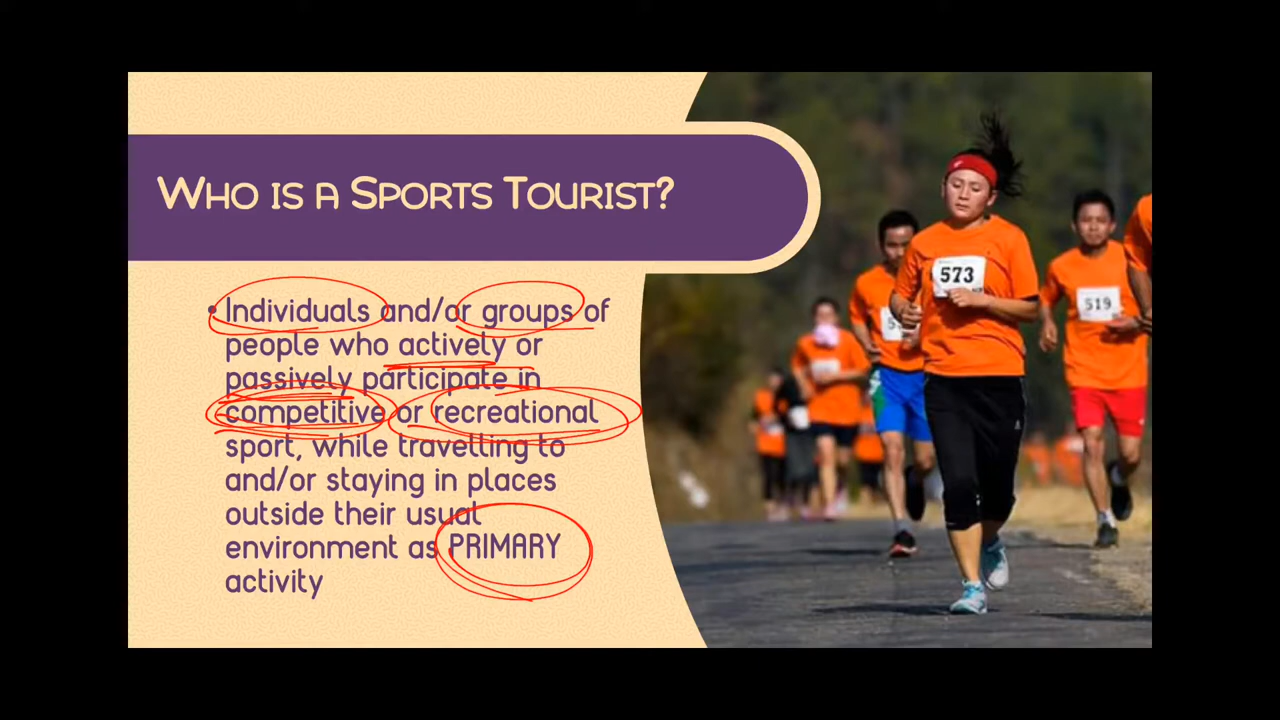 WHO IS A SPORTS TOURIST?
• Individuals and/or groups of
people who actively or
passively participate in
competitive or recreational
sport, while travelling to
and/or staying in places
outside their usual
environment as PRIMARY
activity
573
519